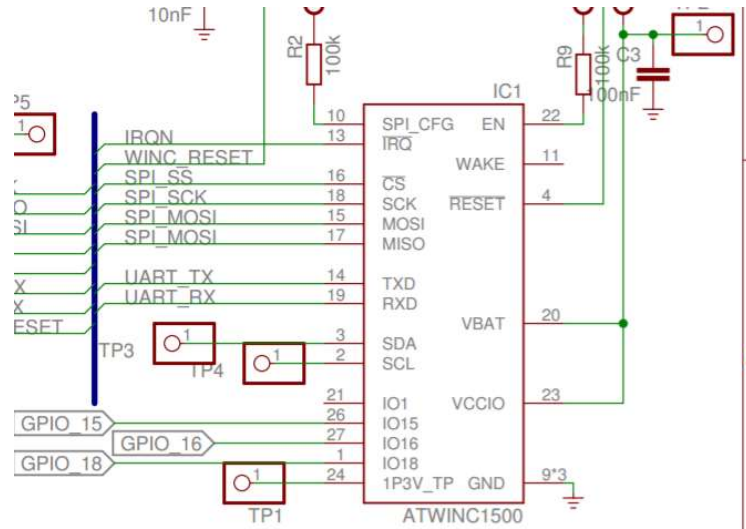 10nF
R2
100k
R9
100k
C3
100nF
1
IC1
P5
1
10 SPI_CFG EN 22
IRQN 13 IRQ
WINC_RESET WAKE 11
SPI_SS 16 CS
SPI_SCK 18 SCK RESET 4
SPI_MOSI 15 MOSI
SPI_MOSI 17 MISO
UART_TX 14 TXD
UART_RX 19 RXD
ESET
VBAT 20
TP3 1 3 SDA
TP4 1 2 SCL
21 IO1 VCCIO 23
GPIO_15 26 IO15
GPIO_16 27 IO16
GPIO_18 1 IO18
1 24 1P3V_TP GND 9*3
TP1 ATWINC1500